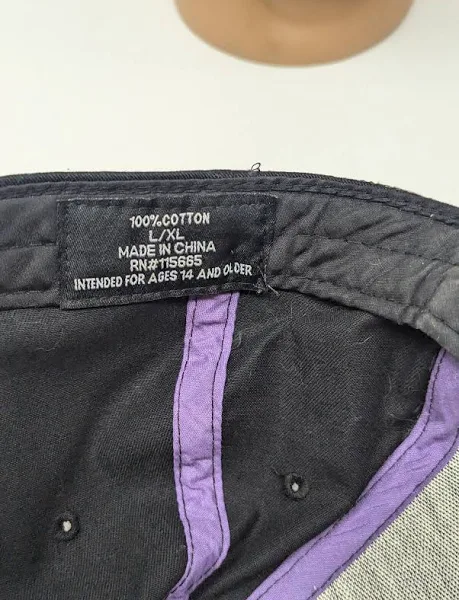 100%COTTON
L/XL
MADE IN CHINA
RN#115665
INTENDED FOR AGES 14 AND OLDER